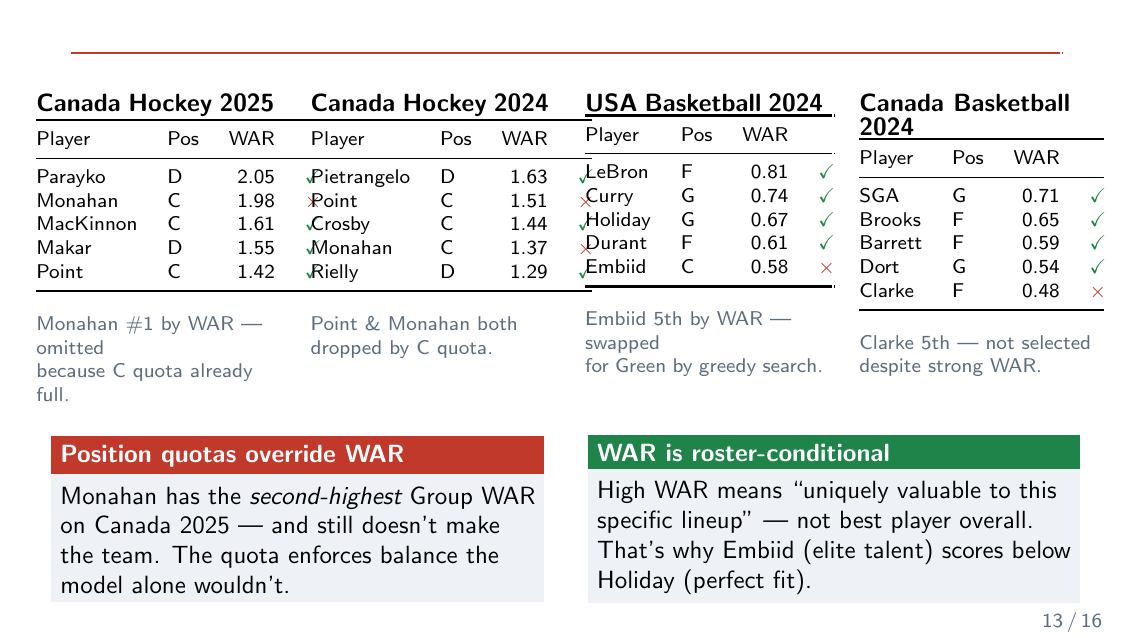 Canada Hockey 2025
Player Pos WAR
Parayko D 2.05 ✓
Monahan C 1.98 ×
MacKinnon C 1.61 ✓
Makar D 1.55 ✓
Point C 1.42 ✓
Monahan #1 by WAR —
omitted
because C quota already
full.
Canada Hockey 2024
Player Pos WAR
Pietrangelo D 1.63 ✓
Point C 1.51 ×
Crosby C 1.44 ✓
Monahan C 1.37 ×
Rielly D 1.29 ✓
Point & Monahan both
dropped by C quota.
USA Basketball 2024
Player Pos WAR
LeBron F 0.81 ✓
Curry G 0.74 ✓
Holiday G 0.67 ✓
Durant F 0.61 ✓
Embiid C 0.58 ×
Embiid 5th by WAR —
swapped
for Green by greedy search.
Canada Basketball
2024
Player Pos WAR
SGA G 0.71 ✓
Brooks F 0.65 ✓
Barrett F 0.59 ✓
Dort G 0.54 ✓
Clarke F 0.48 ×
Clarke 5th — not selected
despite strong WAR.
Position quotas override WAR
Monahan has the second-highest Group WAR
on Canada 2025 — and still doesn't make
the team. The quota enforces balance the
model alone wouldn't.
WAR is roster-conditional
High WAR means “uniquely valuable to this
specific lineup” — not best player overall.
That's why Embiid (elite talent) scores below
Holiday (perfect fit).
13 / 16